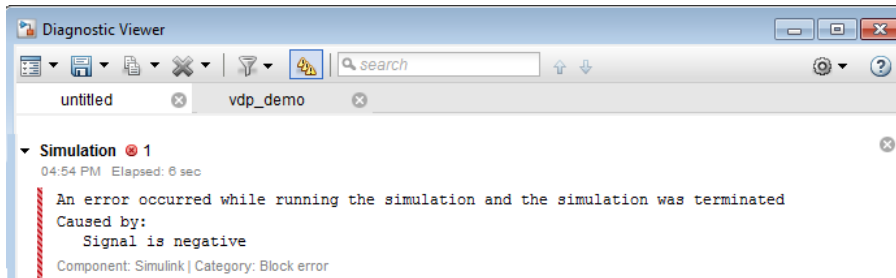 Diagnostic Viewer
search
untitled
vdp_demo
Simulation 1
04:54 PM Elapsed: 6 sec
An error occurred while running the simulation and the simulation was terminated
Caused by:
Signal is negative
Component: Simulink | Category: Block error